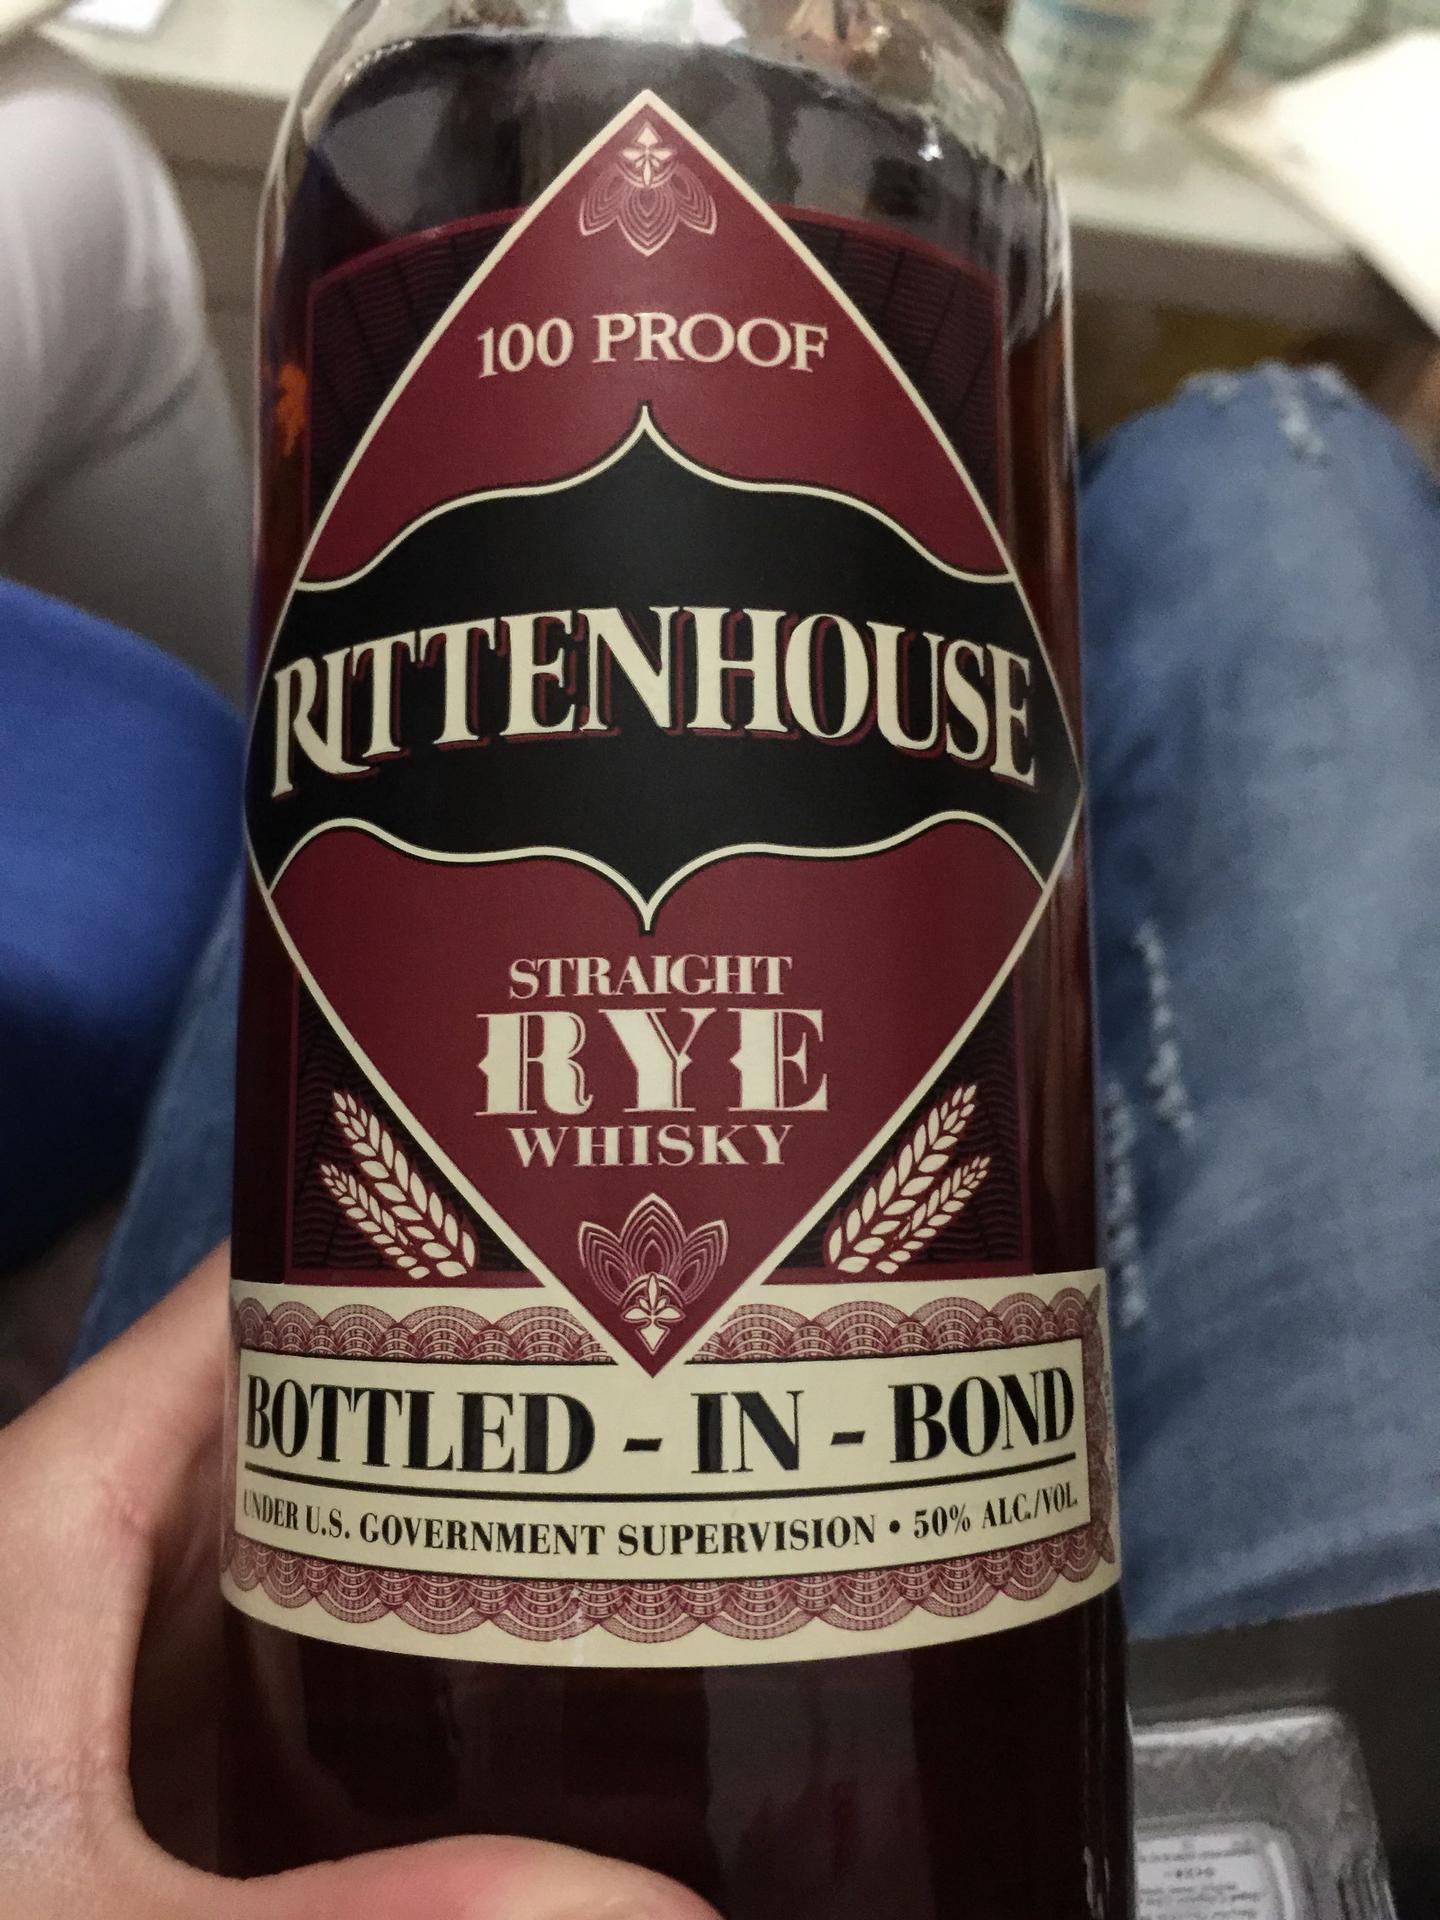 100 PROOF
RITTENHOUSE
STRAIGHT
RYE
WHISKY
BOTTLED - IN - BOND
UNDER U.S. GOVERNMENT SUPERVISION • 50% ALC./VOL.